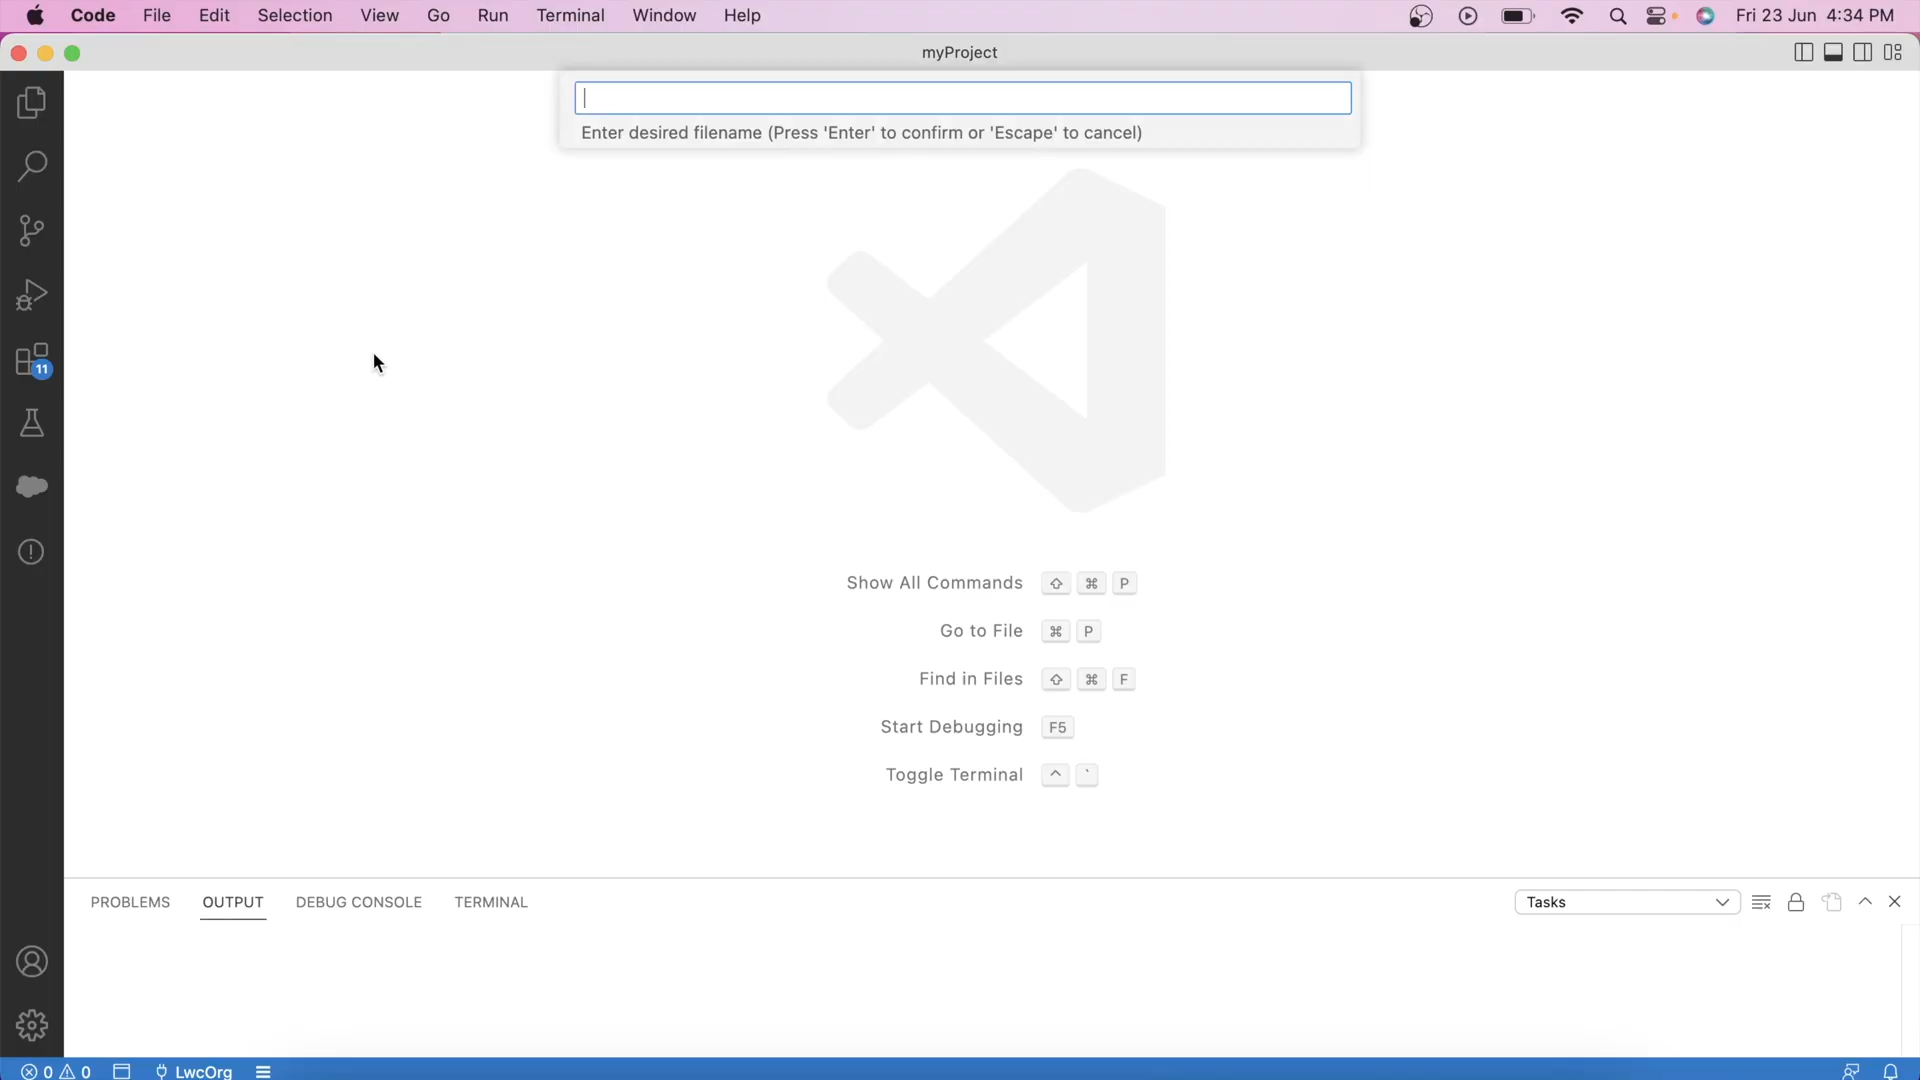 Code File Edit Selection View Go Run Terminal Window Help Fri 23 Jun 4:34 PM
myProject
Enter desired filename (Press 'Enter' to confirm or 'Escape' to cancel)
11
Show All Commands ⇧ ⌘ P
Go to File ⌘ P
Find in Files ⇧ ⌘ F
Start Debugging F5
Toggle Terminal ^ `
PROBLEMS OUTPUT DEBUG CONSOLE TERMINAL Tasks
0 0 LwcOrg